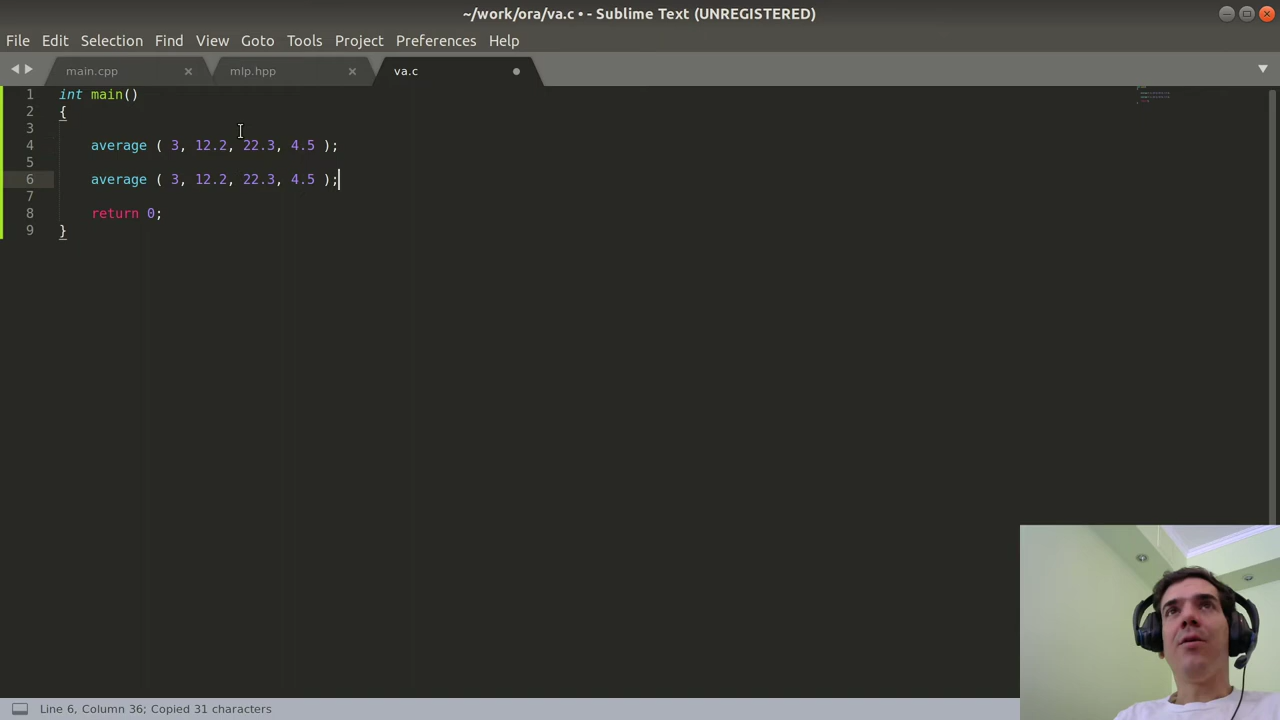 ~/work/ora/va.c • - Sublime Text (UNREGISTERED)
File Edit Selection Find View Goto Tools Project Preferences Help
main.cpp mlp.hpp va.c
1 int main()
2 {
3
4 average ( 3, 12.2, 22.3, 4.5 );
5
6 average ( 3, 12.2, 22.3, 4.5 );
7
8 return 0;
9 }
Line 6, Column 36; Copied 31 characters